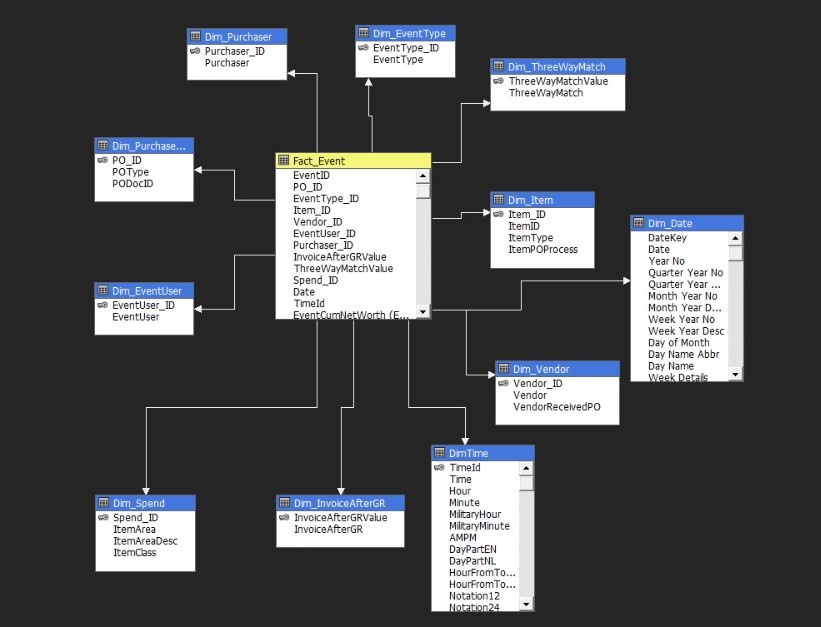 Dim_Purchaser
Purchaser_ID
Purchaser
Dim_EventType
EventType_ID
EventType
Dim_ThreeWayMatch
ThreeWayMatchValue
ThreeWayMatch
Dim_Purchase...
PO_ID
POType
PODocID
Fact_Event
EventID
PO_ID
EventType_ID
Item_ID
Vendor_ID
EventUser_ID
Purchaser_ID
InvoiceAfterGRValue
ThreeWayMatchValue
Spend_ID
Date
TimeId
EventCumNetWorth (E...
Dim_Item
Item_ID
ItemID
ItemType
ItemPOProcess
Dim_Date
DateKey
Date
Year No
Quarter Year No
Quarter Year ...
Month Year No
Month Year D...
Week Year No
Week Year Desc
Day of Month
Day Name Abbr
Day Name
Week Details
Dim_EventUser
EventUser_ID
EventUser
Dim_Vendor
Vendor_ID
Vendor
VendorReceivedPO
DimTime
TimeId
Time
Hour
Minute
MilitaryHour
MilitaryMinute
AMPM
DayPartEN
DayPartNL
HourFromTo...
HourFromTo...
Notation12
Notation24
Dim_Spend
Spend_ID
ItemArea
ItemAreaDesc
ItemClass
Dim_InvoiceAfterGR
InvoiceAfterGRValue
InvoiceAfterGR